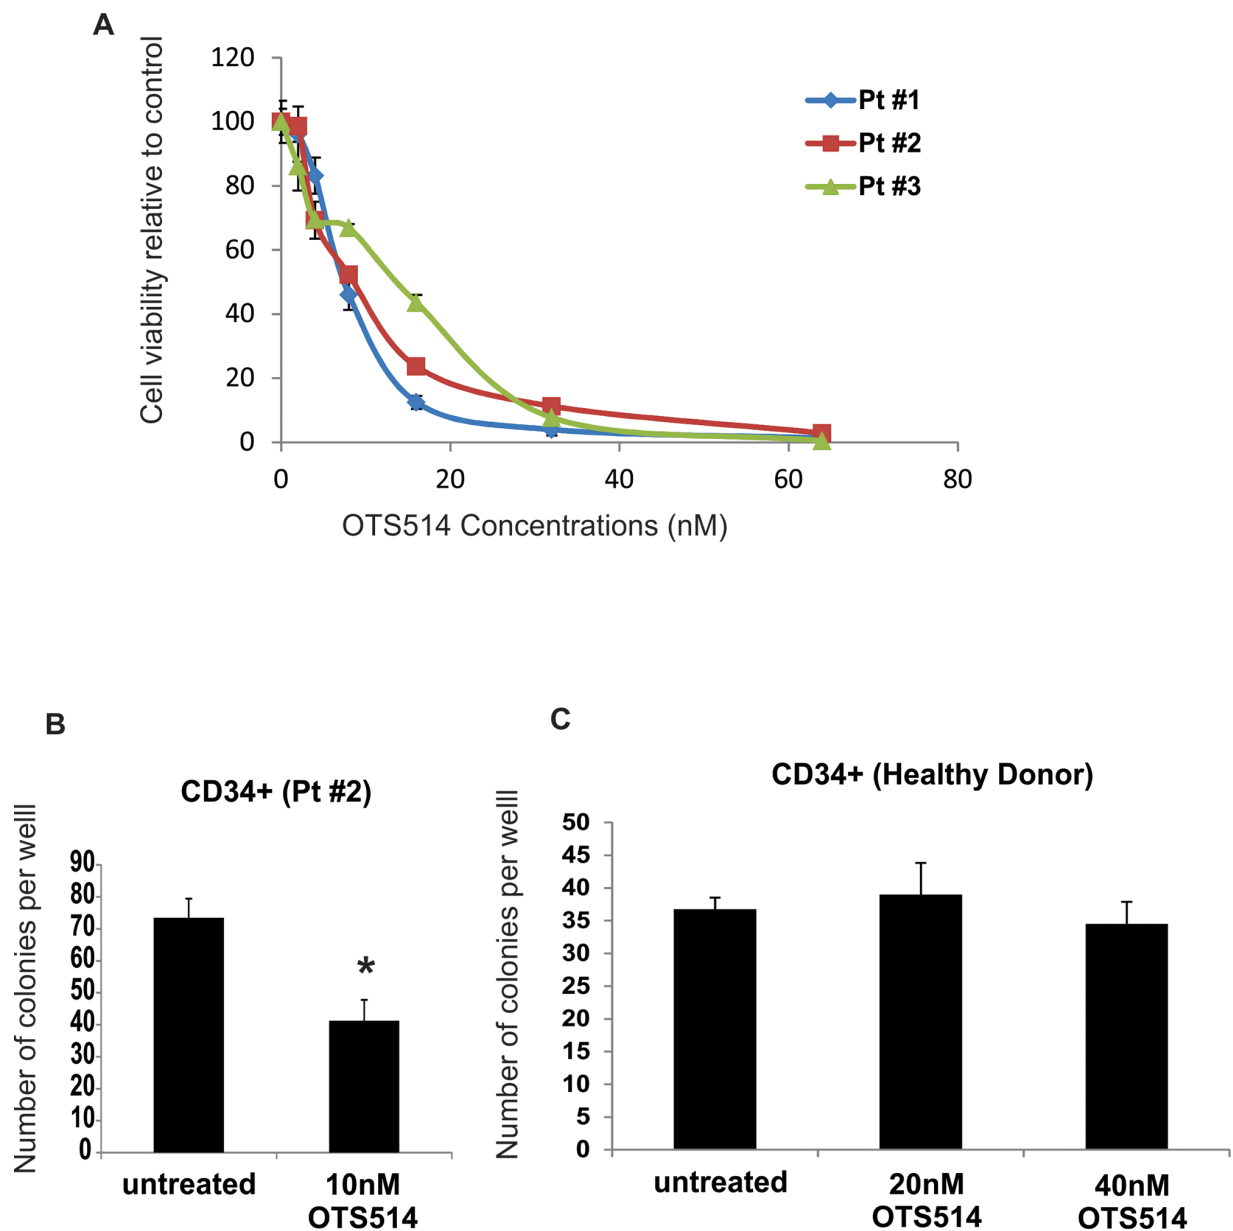 A
Cell viability relative to control
120
100
80
60
40
20
0
0 20 40 60 80
OTS514 Concentrations (nM)
Pt #1
Pt #2
Pt #3
B
CD34+ (Pt #2)
Number of colonies per welll
90
80
70
60
50
40
30
20
10
0
*
untreated 10nM
OTS514
C
CD34+ (Healthy Donor)
Number of colonies per well
50
45
40
35
30
25
20
15
10
5
0
untreated 20nM 40nM
OTS514 OTS514